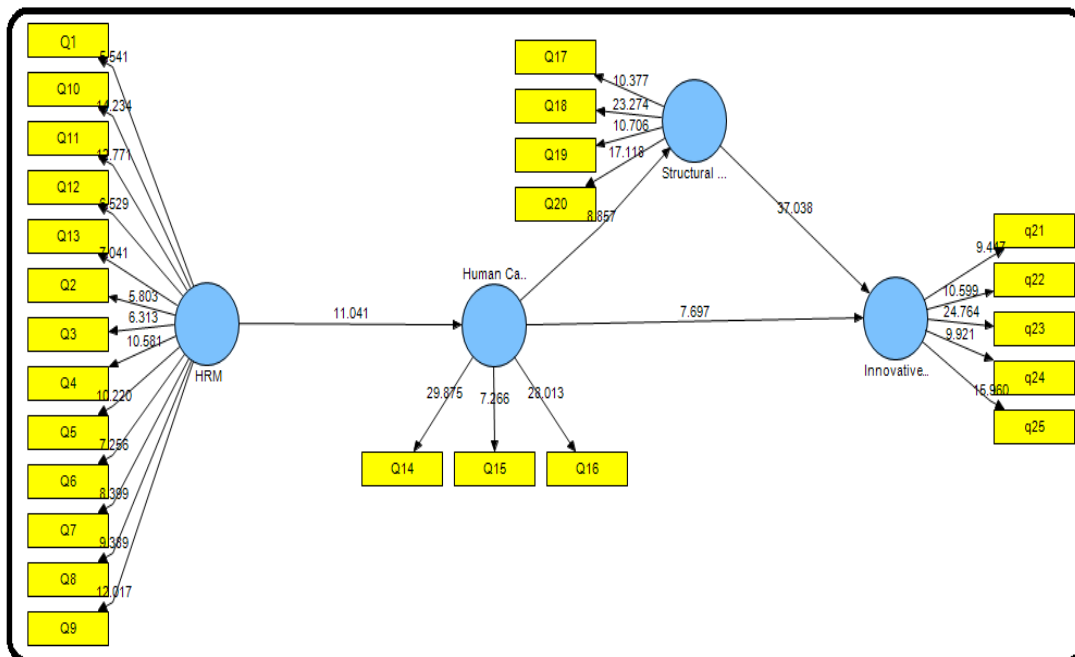 Q1
5.541
Q10
14.234
Q11
12.771
Q12
6.529
Q13
7.041
Q2
5.803
Q3
6.313
Q4
10.581
Q5
10.220
Q6
7.256
Q7
8.399
Q8
9.389
Q9
12.017
HRM
11.041
Human Ca..
29.875
7.266
28.013
Q14
Q15
Q16
8.857
7.697
Q17
10.377
Q18
23.274
Q19
10.706
Q20
17.118
Structural ...
37.038
Innovative..
q21
9.447
q22
10.599
q23
24.764
q24
9.921
q25
15.960